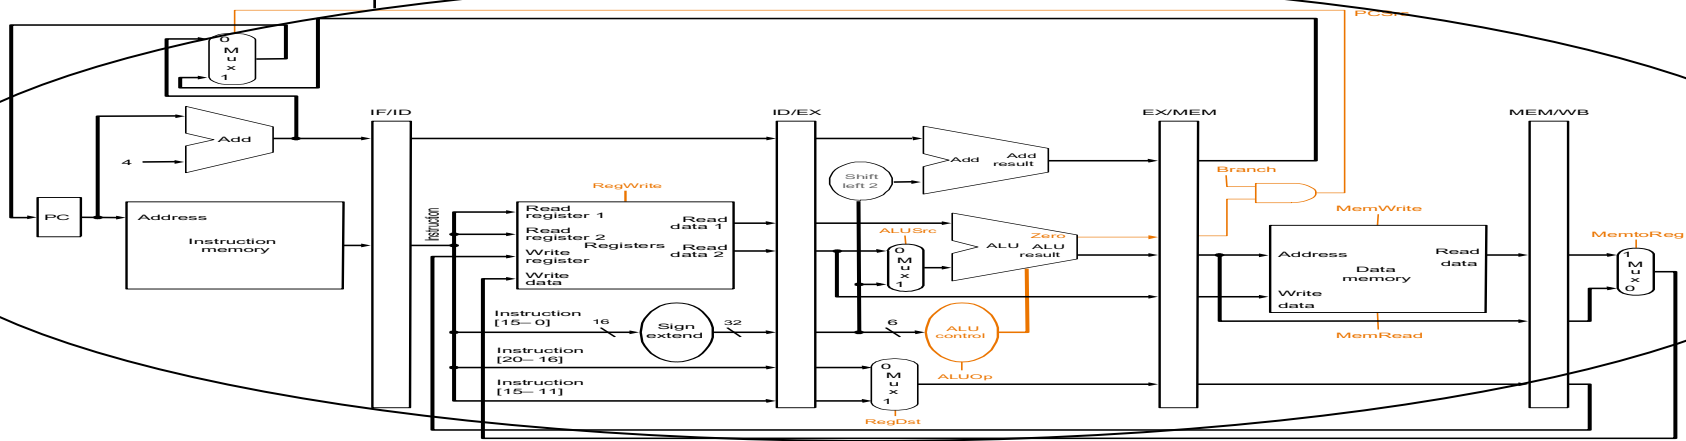 PCSrc
0
M
u
x
1
IF/ID
ID/EX
EX/MEM
MEM/WB
Add
4
Add
Add
result
Shift
left 2
Branch
RegWrite
PC
Address
Instruction
memory
Instruction
Read
register 1
Read
register 2
Write
register
Write
data
Registers
Read
data 1
Read
data 2
ALUSrc
0
M
u
x
1
Zero
ALU
ALU
result
MemWrite
Address
Read
data
Data
memory
Write
data
MemRead
MemtoReg
1
M
u
x
0
Instruction
[15– 0]
16
Sign
extend
32
6
ALU
control
ALUOp
Instruction
[20– 16]
Instruction
[15– 11]
0
M
u
x
1
RegDst